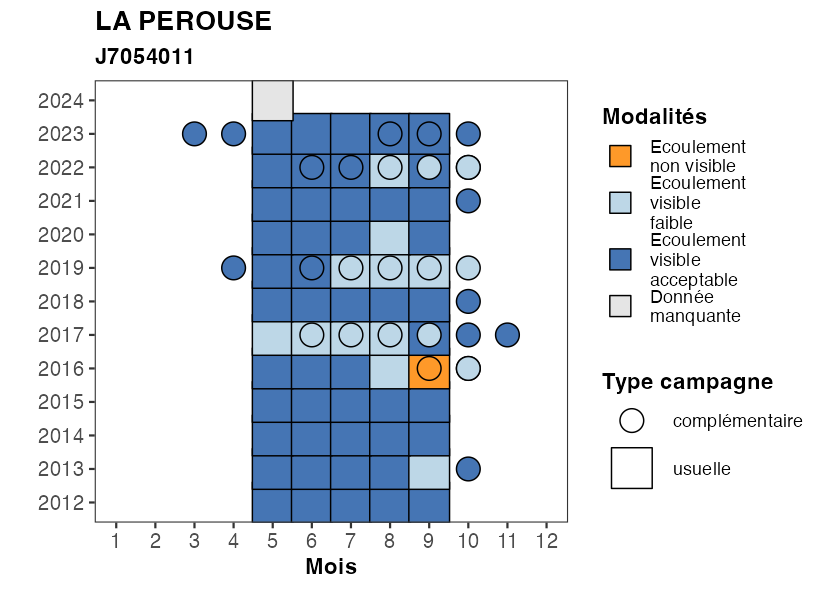 LA PEROUSE
J7054011
2024
2023
2022
2021
2020
2019
2018
2017
2016
2015
2014
2013
2012
1 2 3 4 5 6 7 8 9 10 11 12
Mois
Modalités
Ecoulement
non visible
Ecoulement
visible
faible
Ecoulement
visible
acceptable
Donnée
manquante
Type campagne
complémentaire
usuelle